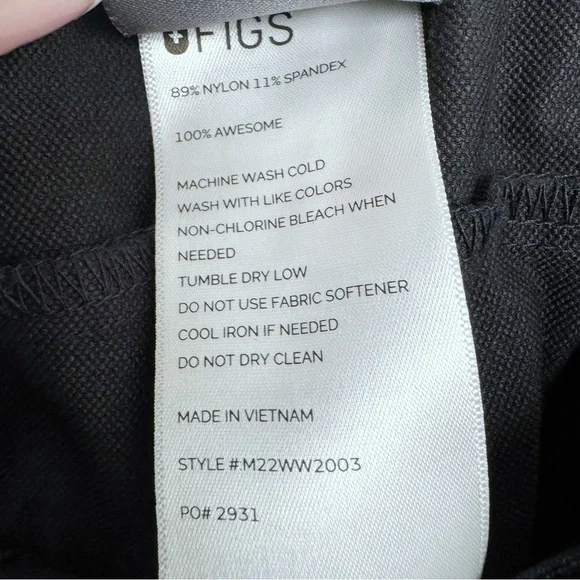 FIGS
89% NYLON 11% SPANDEX
100% AWESOME
MACHINE WASH COLD
WASH WITH LIKE COLORS
NON-CHLORINE BLEACH WHEN
NEEDED
TUMBLE DRY LOW
DO NOT USE FABRIC SOFTENER
COOL IRON IF NEEDED
DO NOT DRY CLEAN
MADE IN VIETNAM
STYLE #:M22WW2003
PO# 2931